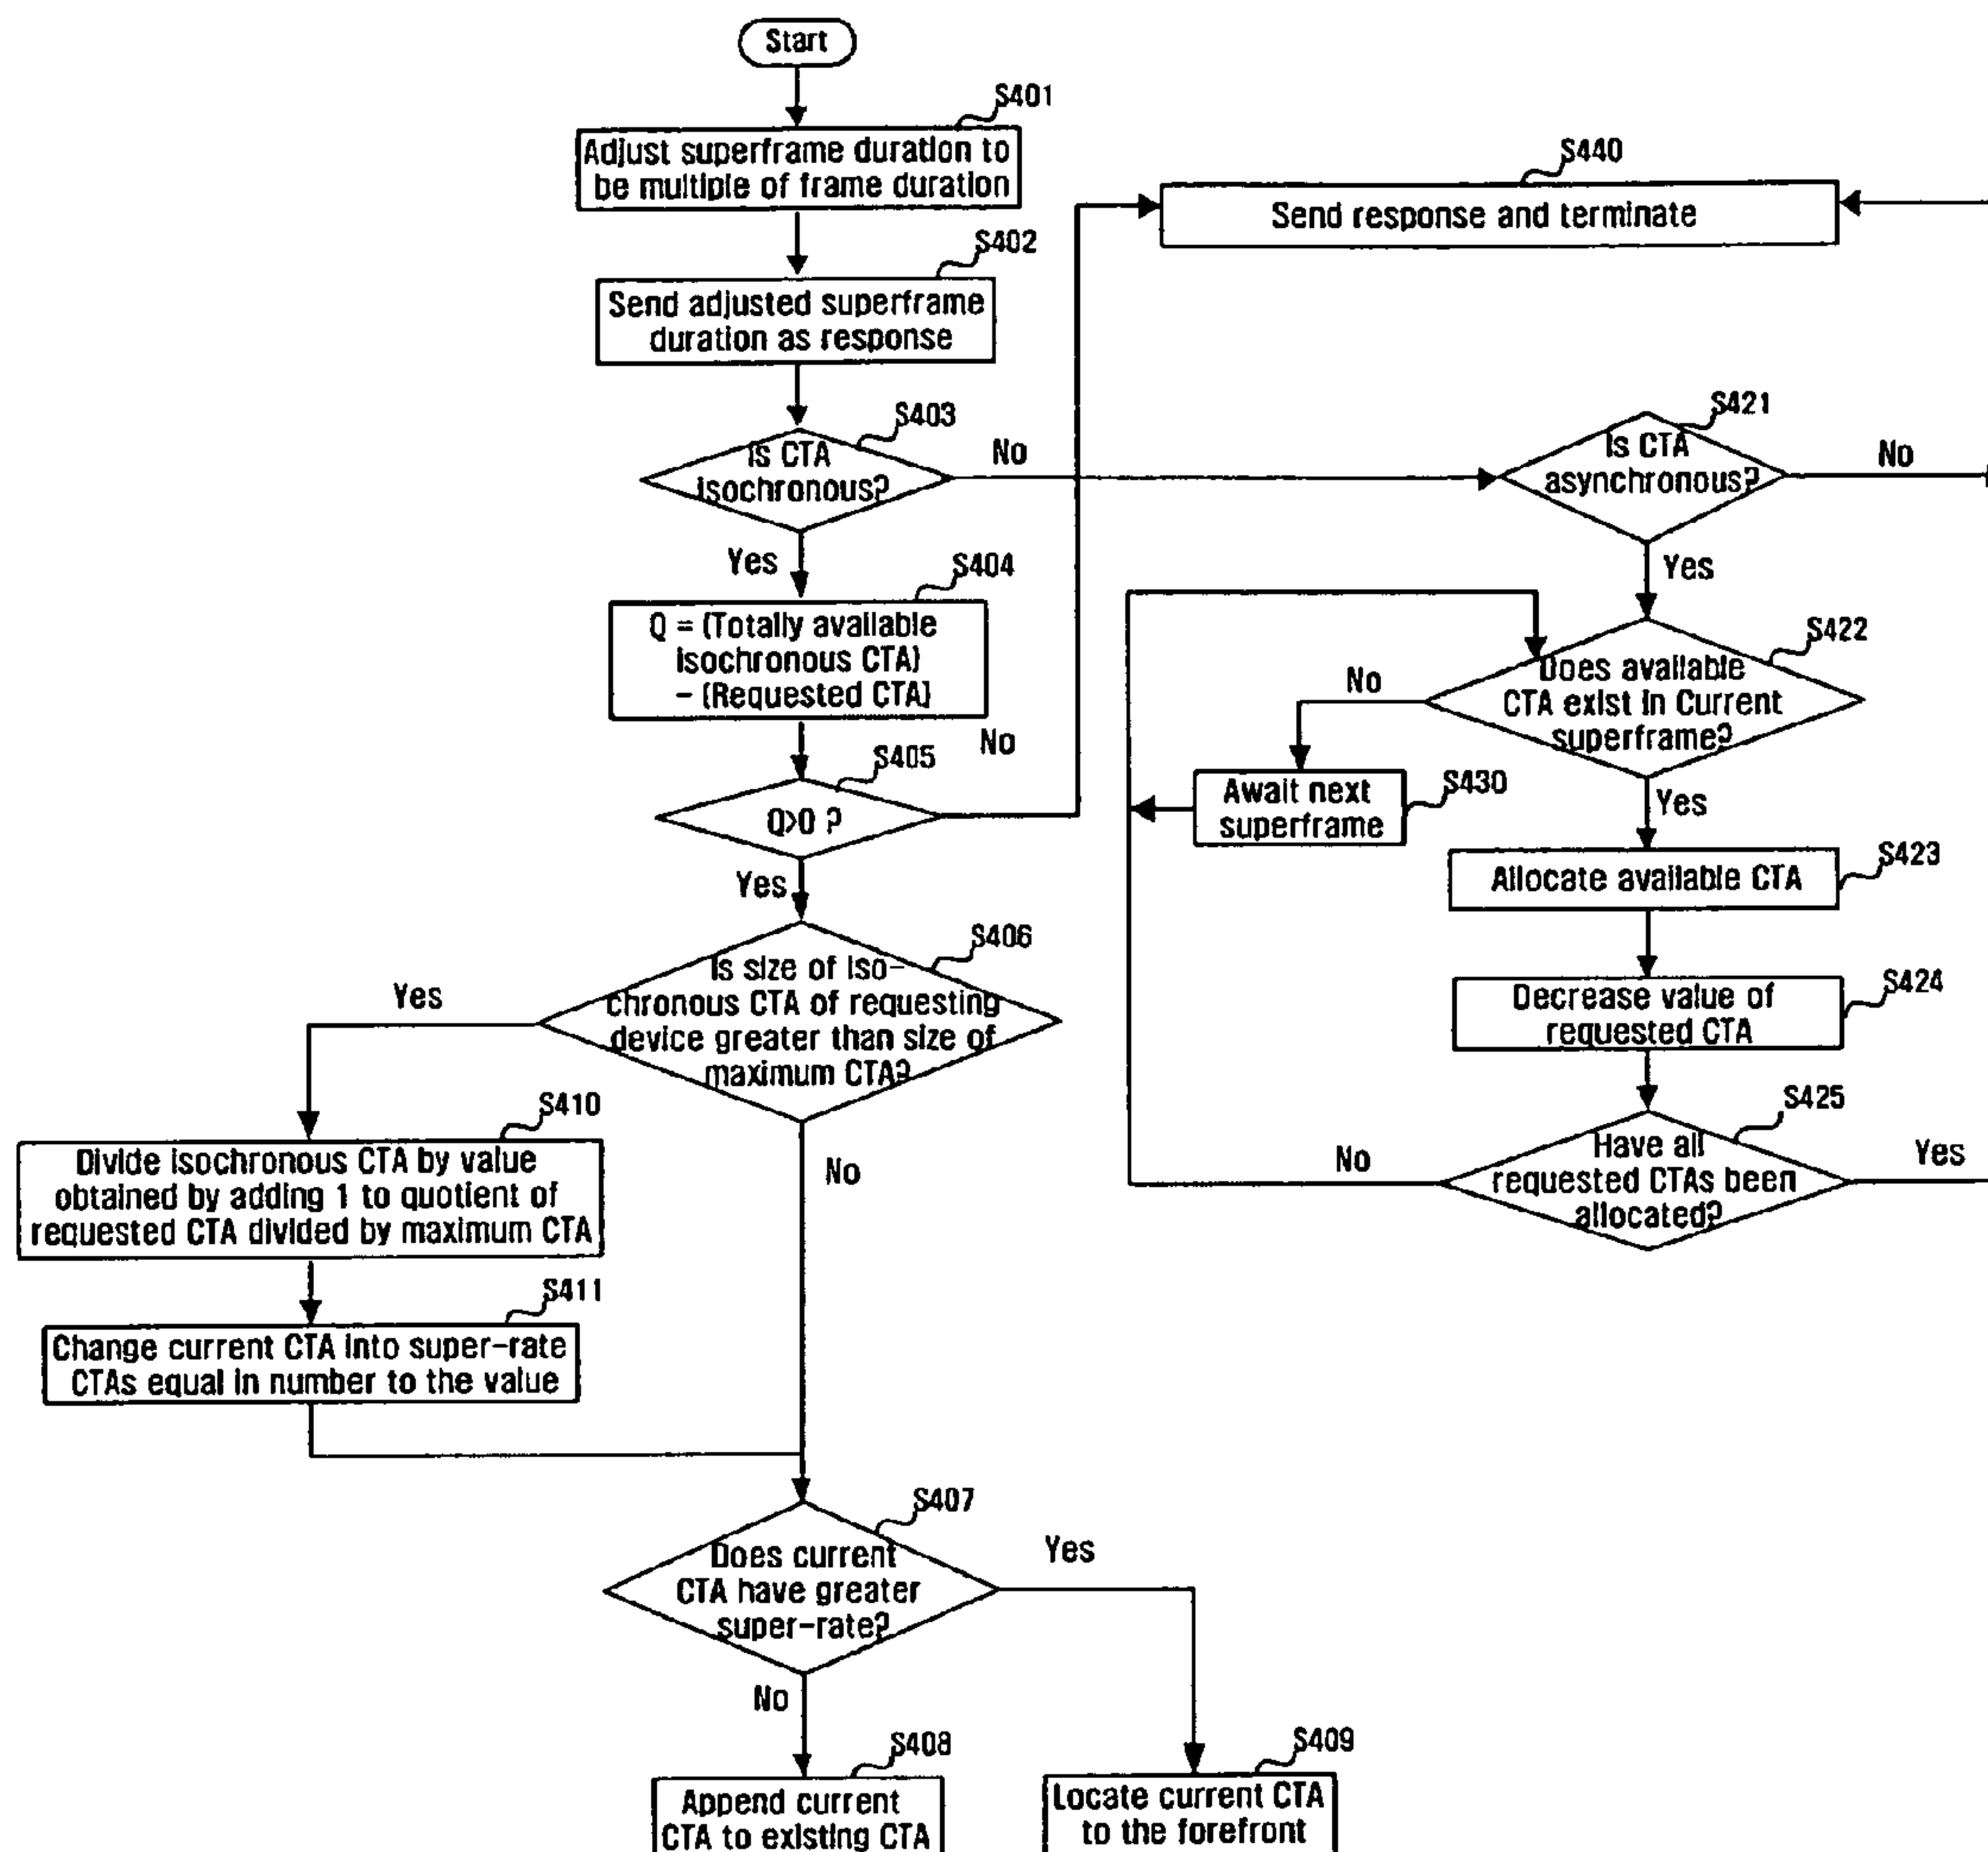 Start
S401
Adjust superframe duration to
be multiple of frame duration
S402
Send adjusted superframe
duration as response
S403
Is CTA
isochronous?
No
Yes
S404
Q = (Totally available
isochronous CTA)
- (Requested CTA)
No
S405
Q>0 ?
Yes
S406
Is size of iso-
chronous CTA of requesting
device greater than size of
maximum CTA?
Yes
No
S410
Divide isochronous CTA by value
obtained by adding 1 to quotient of
requested CTA divided by maximum CTA
S411
Change current CTA into super-rate
CTAs equal in number to the value
S407
Does current
CTA have greater
super-rate?
Yes
No
S408
Append current
CTA to existing CTA
S409
Locate current CTA
to the forefront
S440
Send response and terminate
S421
Is CTA
asynchronous?
No
Yes
S422
Does available
CTA exist in Current
superframe?
No
Yes
S430
Await next
superframe
S423
Allocate available CTA
S424
Decrease value of
requested CTA
S425
Have all
requested CTAs been
allocated?
No
Yes